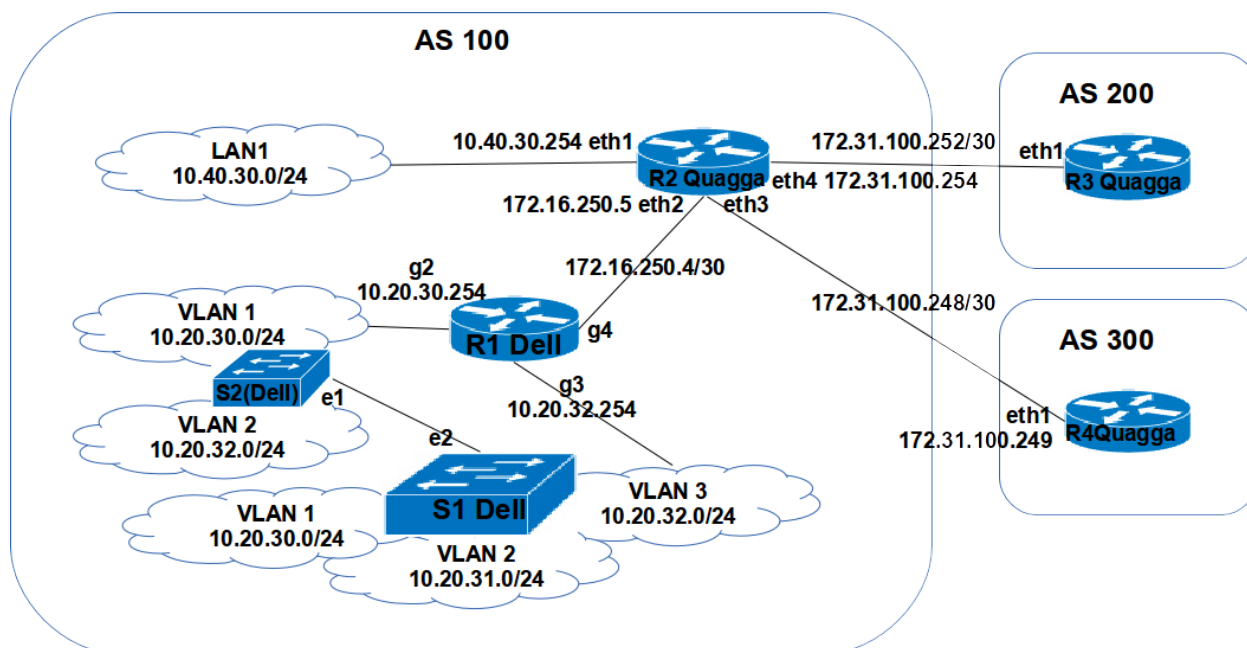 AS 100
AS 200
LAN1
10.40.30.0/24
10.40.30.254 eth1
R2 Quagga
172.31.100.252/30
eth4 172.31.100.254
eth1
R3 Quagga
172.16.250.5 eth2
eth3
172.16.250.4/30
g2
10.20.30.254
VLAN 1
10.20.30.0/24
R1 Dell
g4
172.31.100.248/30
AS 300
S2(Dell)
e1
g3
10.20.32.254
VLAN 2
10.20.32.0/24
e2
eth1
172.31.100.249
R4Quagga
S1 Dell
VLAN 1
10.20.30.0/24
VLAN 3
10.20.32.0/24
VLAN 2
10.20.31.0/24